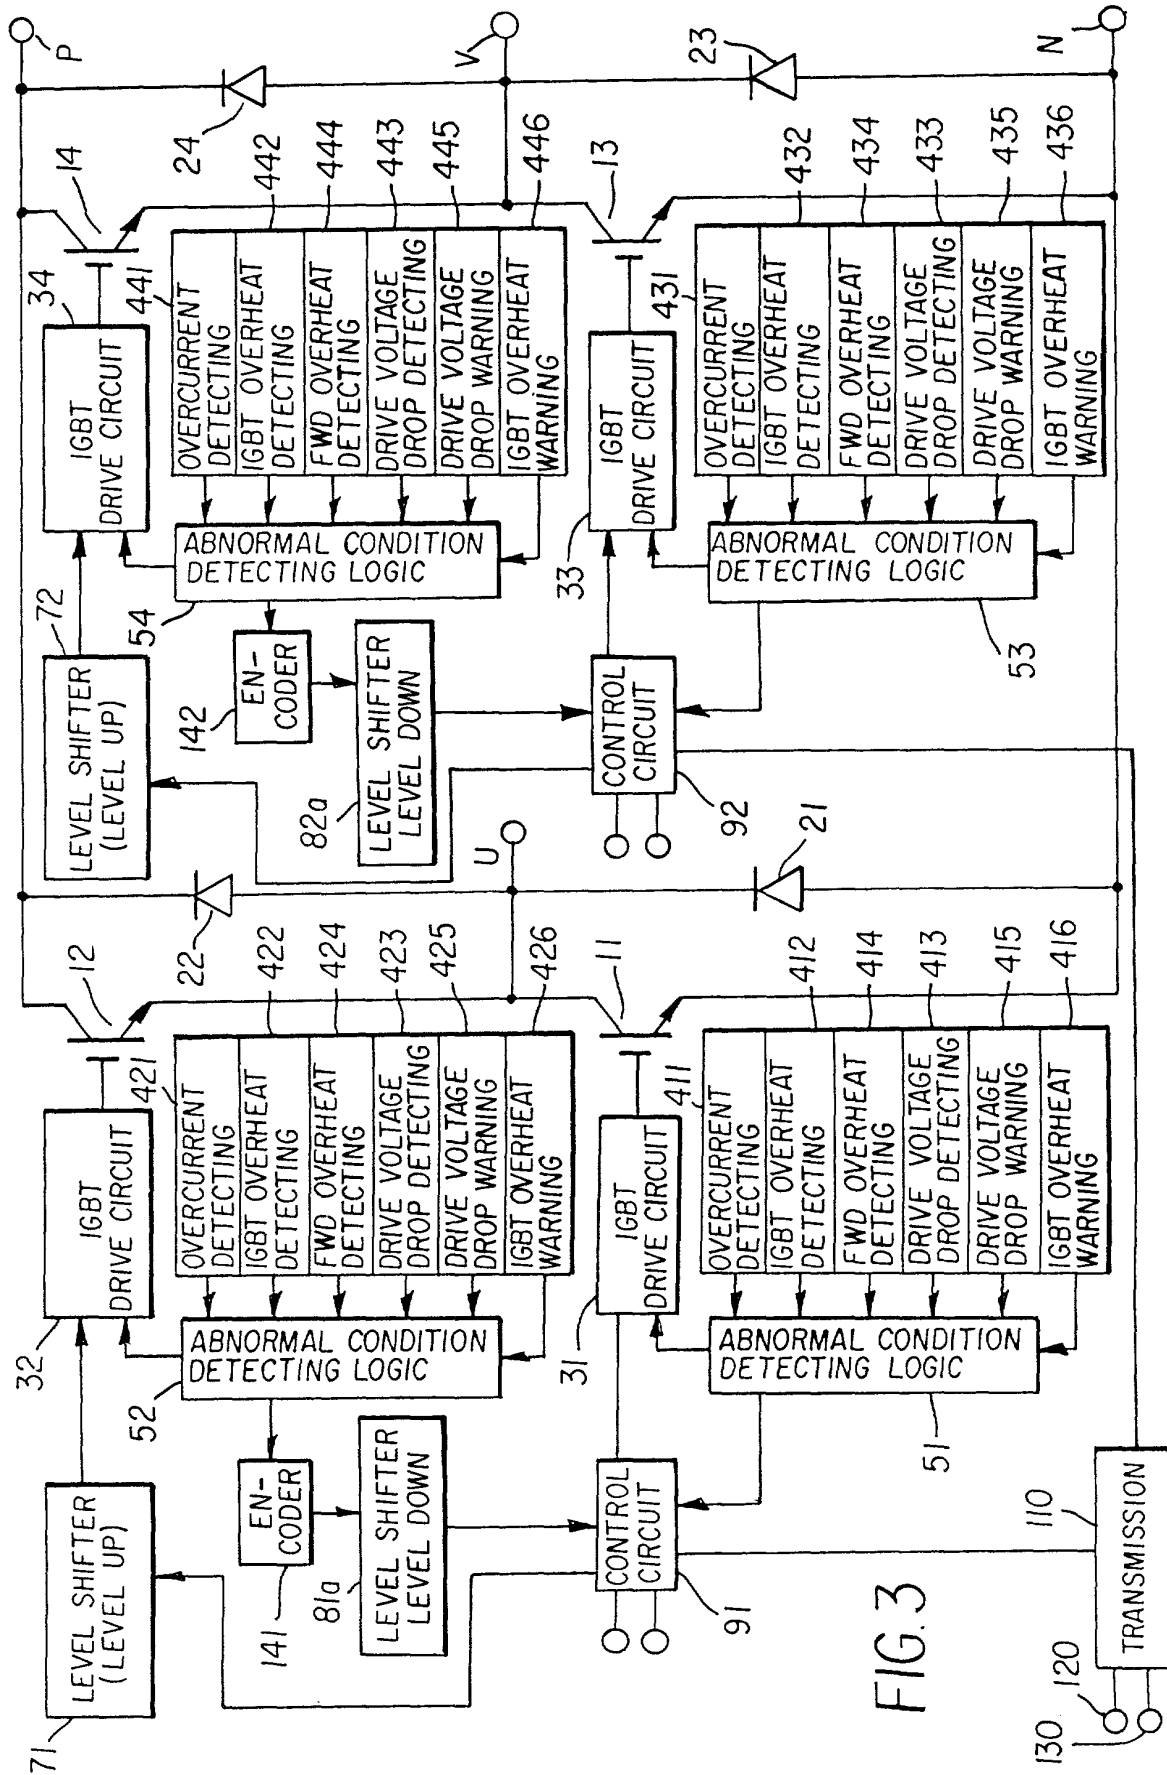 P
24
14
34
IGBT
DRIVE CIRCUIT
72
LEVEL SHIFTER
(LEVEL UP)
441
OVERCURRENT
DETECTING
IGBT OVERHEAT
DETECTING
442
FWD OVERHEAT
DETECTING
444
DRIVE VOLTAGE
DROP DETECTING
443
DRIVE VOLTAGE
DROP WARNING
445
IGBT OVERHEAT
WARNING
446
ABNORMAL CONDITION
DETECTING LOGIC
54
EN-
CODER
142
LEVEL SHIFTER
LEVEL DOWN
82a
V
23
N
13
IGBT
DRIVE CIRCUIT
33
CONTROL
CIRCUIT
92
431
OVERCURRENT
DETECTING
IGBT OVERHEAT
DETECTING
432
FWD OVERHEAT
DETECTING
434
DRIVE VOLTAGE
DROP DETECTING
433
DRIVE VOLTAGE
DROP WARNING
435
IGBT OVERHEAT
WARNING
436
ABNORMAL CONDITION
DETECTING LOGIC
53
22
12
32
IGBT
DRIVE CIRCUIT
71
LEVEL SHIFTER
(LEVEL UP)
421
OVERCURRENT
DETECTING
IGBT OVERHEAT
DETECTING
422
FWD OVERHEAT
DETECTING
424
DRIVE VOLTAGE
DROP DETECTING
423
DRIVE VOLTAGE
DROP WARNING
425
IGBT OVERHEAT
WARNING
426
ABNORMAL CONDITION
DETECTING LOGIC
52
EN-
CODER
141
LEVEL SHIFTER
LEVEL DOWN
81a
U
21
11
IGBT
DRIVE CIRCUIT
31
CONTROL
CIRCUIT
91
411
OVERCURRENT
DETECTING
IGBT OVERHEAT
DETECTING
412
FWD OVERHEAT
DETECTING
414
DRIVE VOLTAGE
DROP DETECTING
413
DRIVE VOLTAGE
DROP WARNING
415
IGBT OVERHEAT
WARNING
416
ABNORMAL CONDITION
DETECTING LOGIC
51
110
TRANSMISSION
120
130
FIG.3